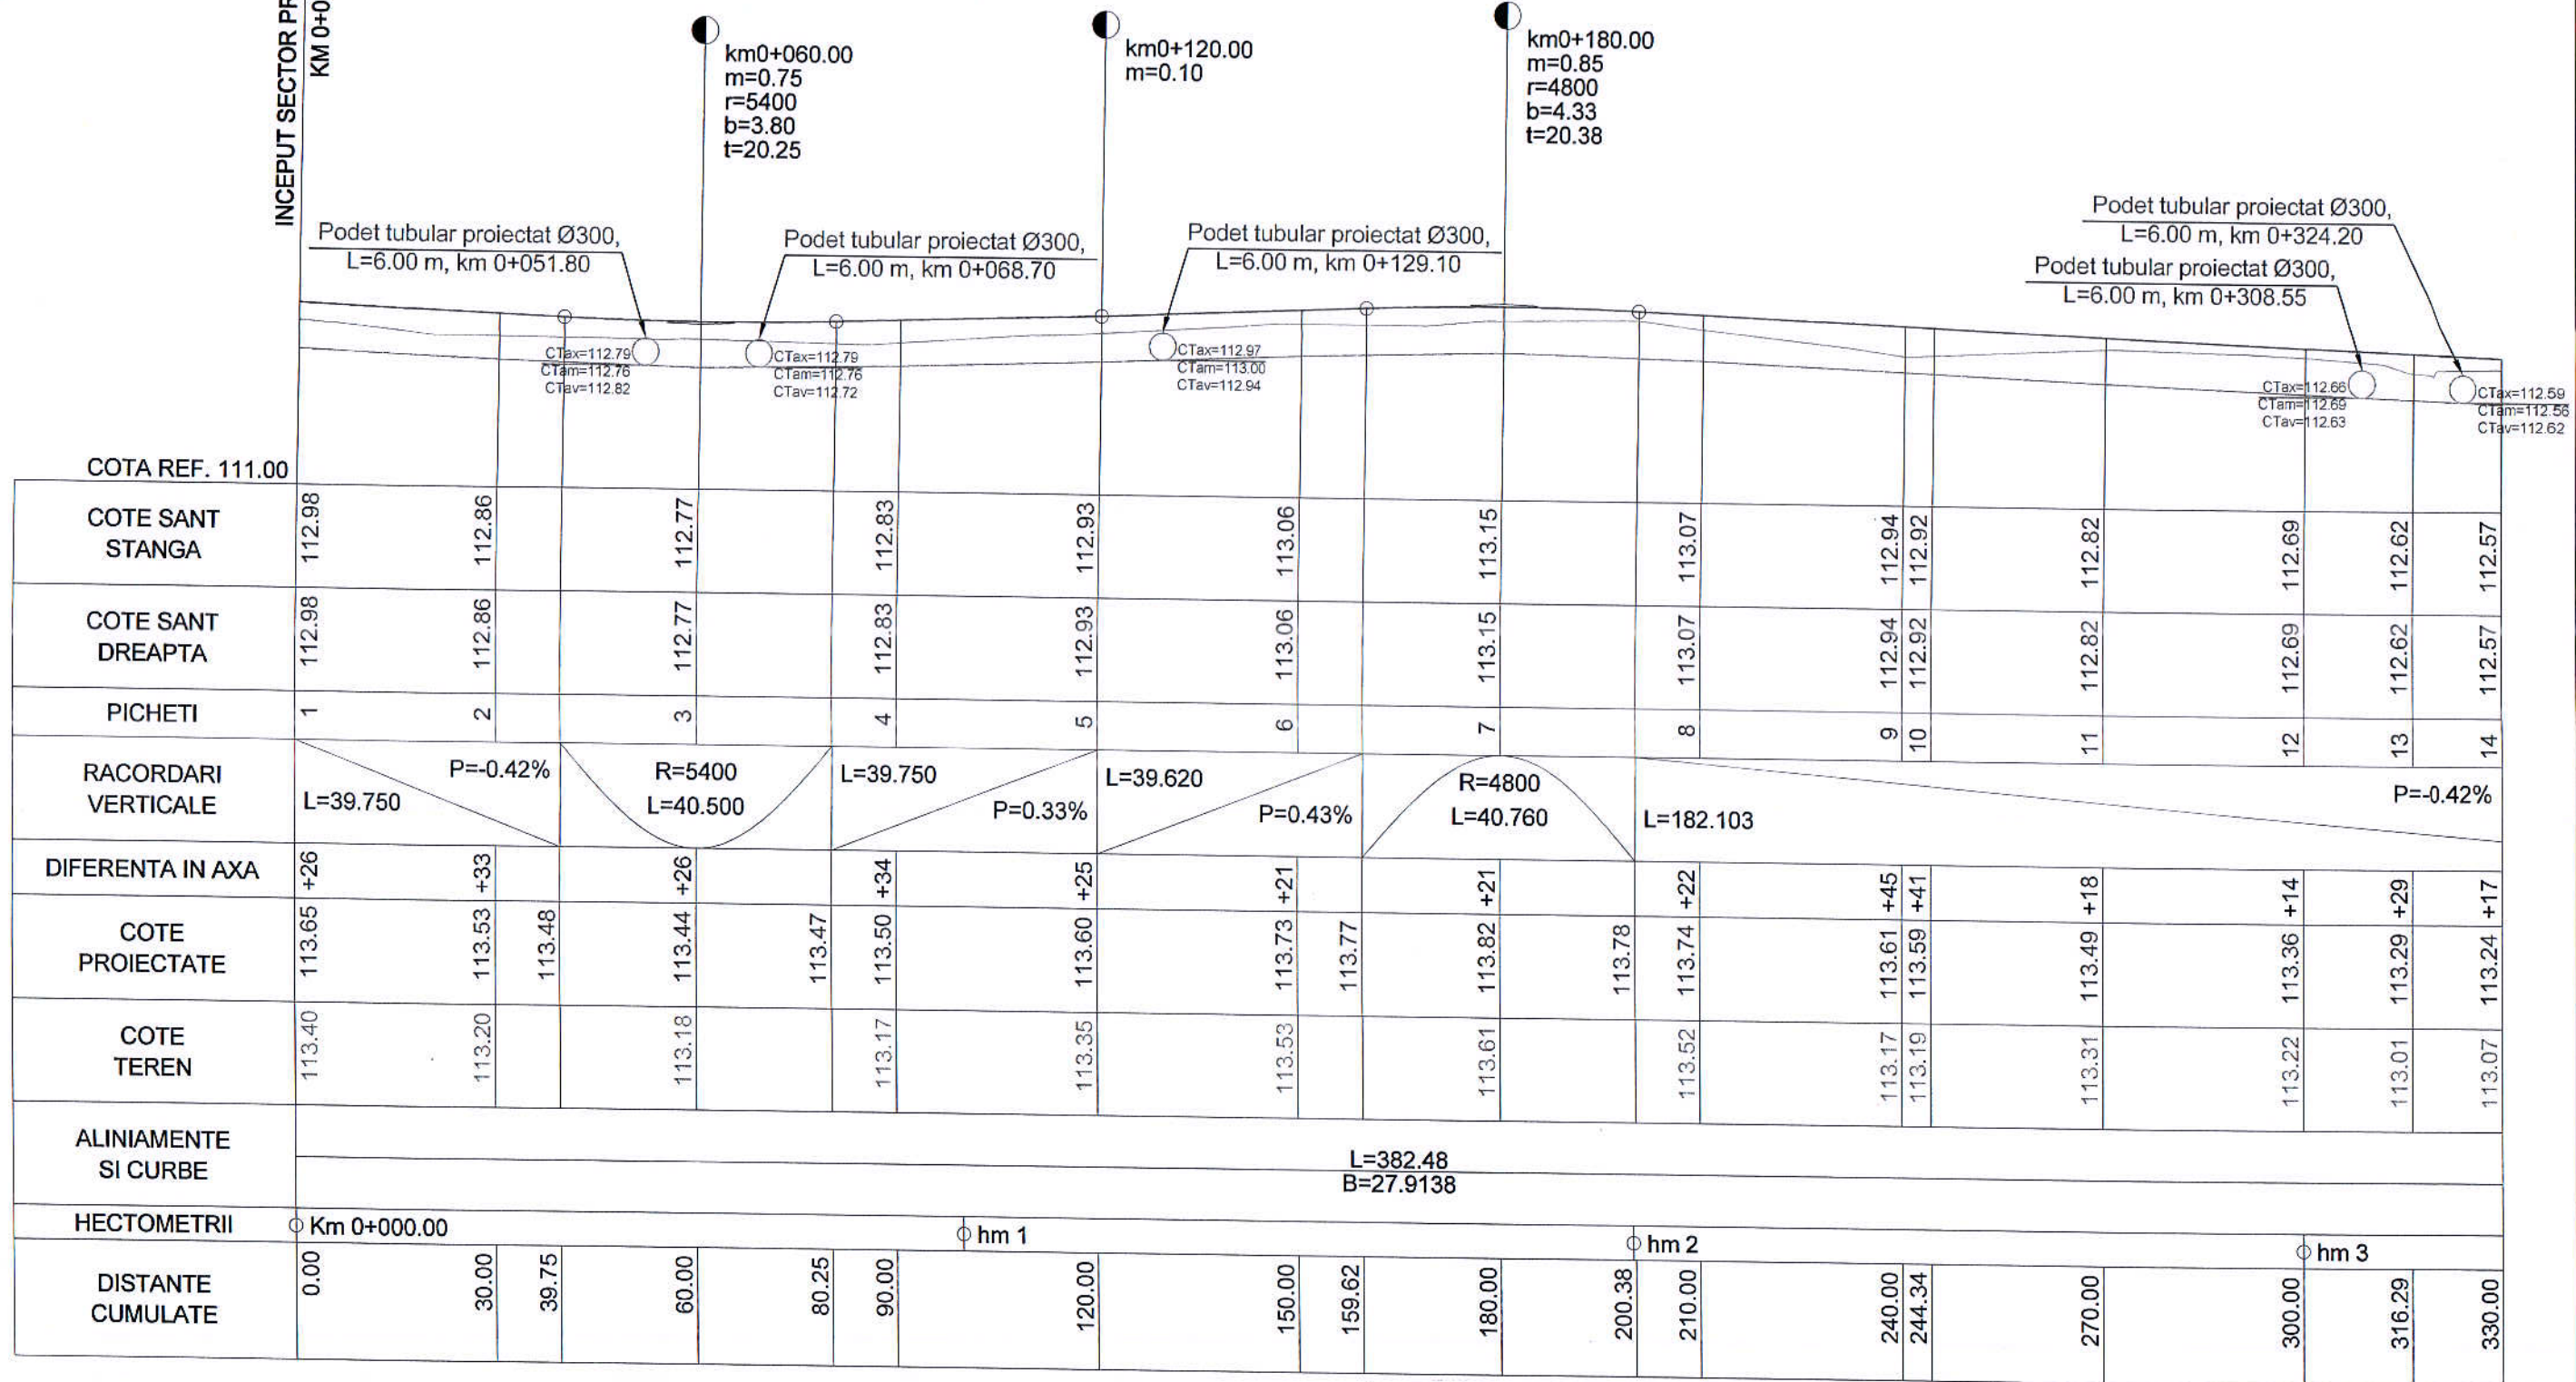 INCEPUT SECTOR
KM 0+0
km0+060.00
m=0.75
r=5400
b=3.80
t=20.25
km0+120.00
m=0.10
km0+180.00
m=0.85
r=4800
b=4.33
t=20.38
Podet tubular proiectat Ø300,
L=6.00 m, km 0+051.80
Podet tubular proiectat Ø300,
L=6.00 m, km 0+068.70
Podet tubular proiectat Ø300,
L=6.00 m, km 0+129.10
Podet tubular proiectat Ø300,
L=6.00 m, km 0+324.20
Podet tubular proiectat Ø300,
L=6.00 m, km 0+308.55
CTax=112.79
CTam=112.76
CTav=112.82
CTax=112.79
CTam=112.76
CTav=112.72
CTax=112.97
CTam=113.00
CTav=112.94
CTax=112.66
CTam=112.69
CTav=112.63
CTax=112.59
CTam=112.56
CTav=112.62
COTA REF. 111.00
COTE SANT
STANGA
112.98 112.86 112.77 112.83 112.93 113.06 113.15 113.07 112.94 112.92 112.82 112.69 112.62 112.57
COTE SANT
DREAPTA
112.98 112.86 112.77 112.83 112.93 113.06 113.15 113.07 112.94 112.92 112.82 112.69 112.62 112.57
PICHETI
1 2 3 4 5 6 7 8 9 10 11 12 13 14
RACORDARI
VERTICALE
L=39.750
P=-0.42%
R=5400
L=40.500
L=39.750
P=0.33%
L=39.620
P=0.43%
R=4800
L=40.760
L=182.103
P=-0.42%
DIFERENTA IN AXA
+26 +33 +26 +34 +25 +21 +21 +22 +45 +41 +18 +14 +29 +17
COTE
PROIECTATE
113.65 113.53 113.48 113.44 113.47 113.50 113.60 113.73 113.77 113.82 113.78 113.74 113.61 113.59 113.49 113.36 113.29 113.24
COTE
TEREN
113.40 113.20 113.18 113.17 113.35 113.53 113.61 113.52 113.17 113.19 113.31 113.22 113.01 113.07
ALINIAMENTE
SI CURBE
L=382.48
B=27.9138
HECTOMETRII
Km 0+000.00
hm 1
hm 2
hm 3
DISTANTE
CUMULATE
0.00 30.00 39.75 60.00 80.25 90.00 120.00 150.00 159.62 180.00 200.38 210.00 240.00 244.34 270.00 300.00 316.29 330.00